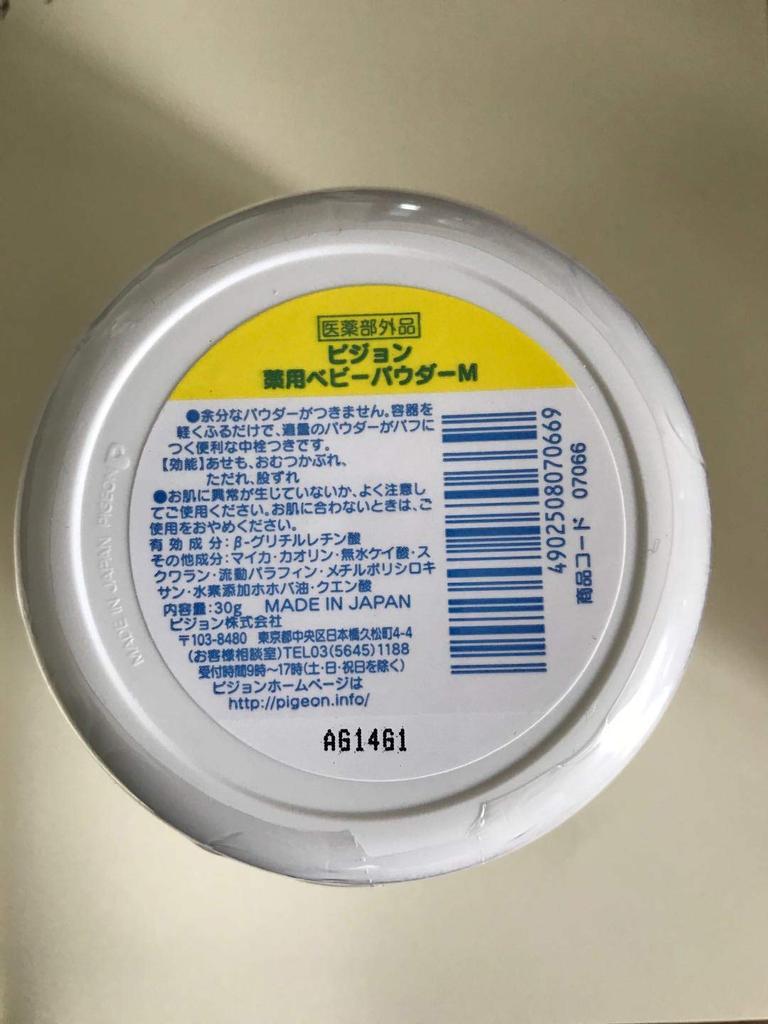 医薬部外品
ピジョン
薬用ベビーパウダーM
●余分なパウダーがつきません。容器を
軽くふるだけで、適量のパウダーがパフに
つく便利な中栓つきです。
【効能】あせも、おむつかぶれ、
ただれ、股ずれ
●お肌に異常が生じていないか、よく注意し
てご使用ください。お肌に合わないときは、ご
使用をおやめください。
有効成分:β-グリチルレチン酸
その他成分:マイカ・カオリン・無水ケイ酸・ス
クワラン・流動パラフィン・メチルポリシロキ
サン・水素添加ホホバ油・クエン酸
内容量:30g MADE IN JAPAN
ピジョン株式会社
〒103-8480 東京都中央区日本橋久松町4-4
(お客様相談室)TEL03(5645)1188
受付時間9時〜17時(土・日・祝日を除く)
ピジョンホームページは
http://pigeon.info/
A61461
4902508070669
商品コード 07066
MADE IN JAPAN PIGEON